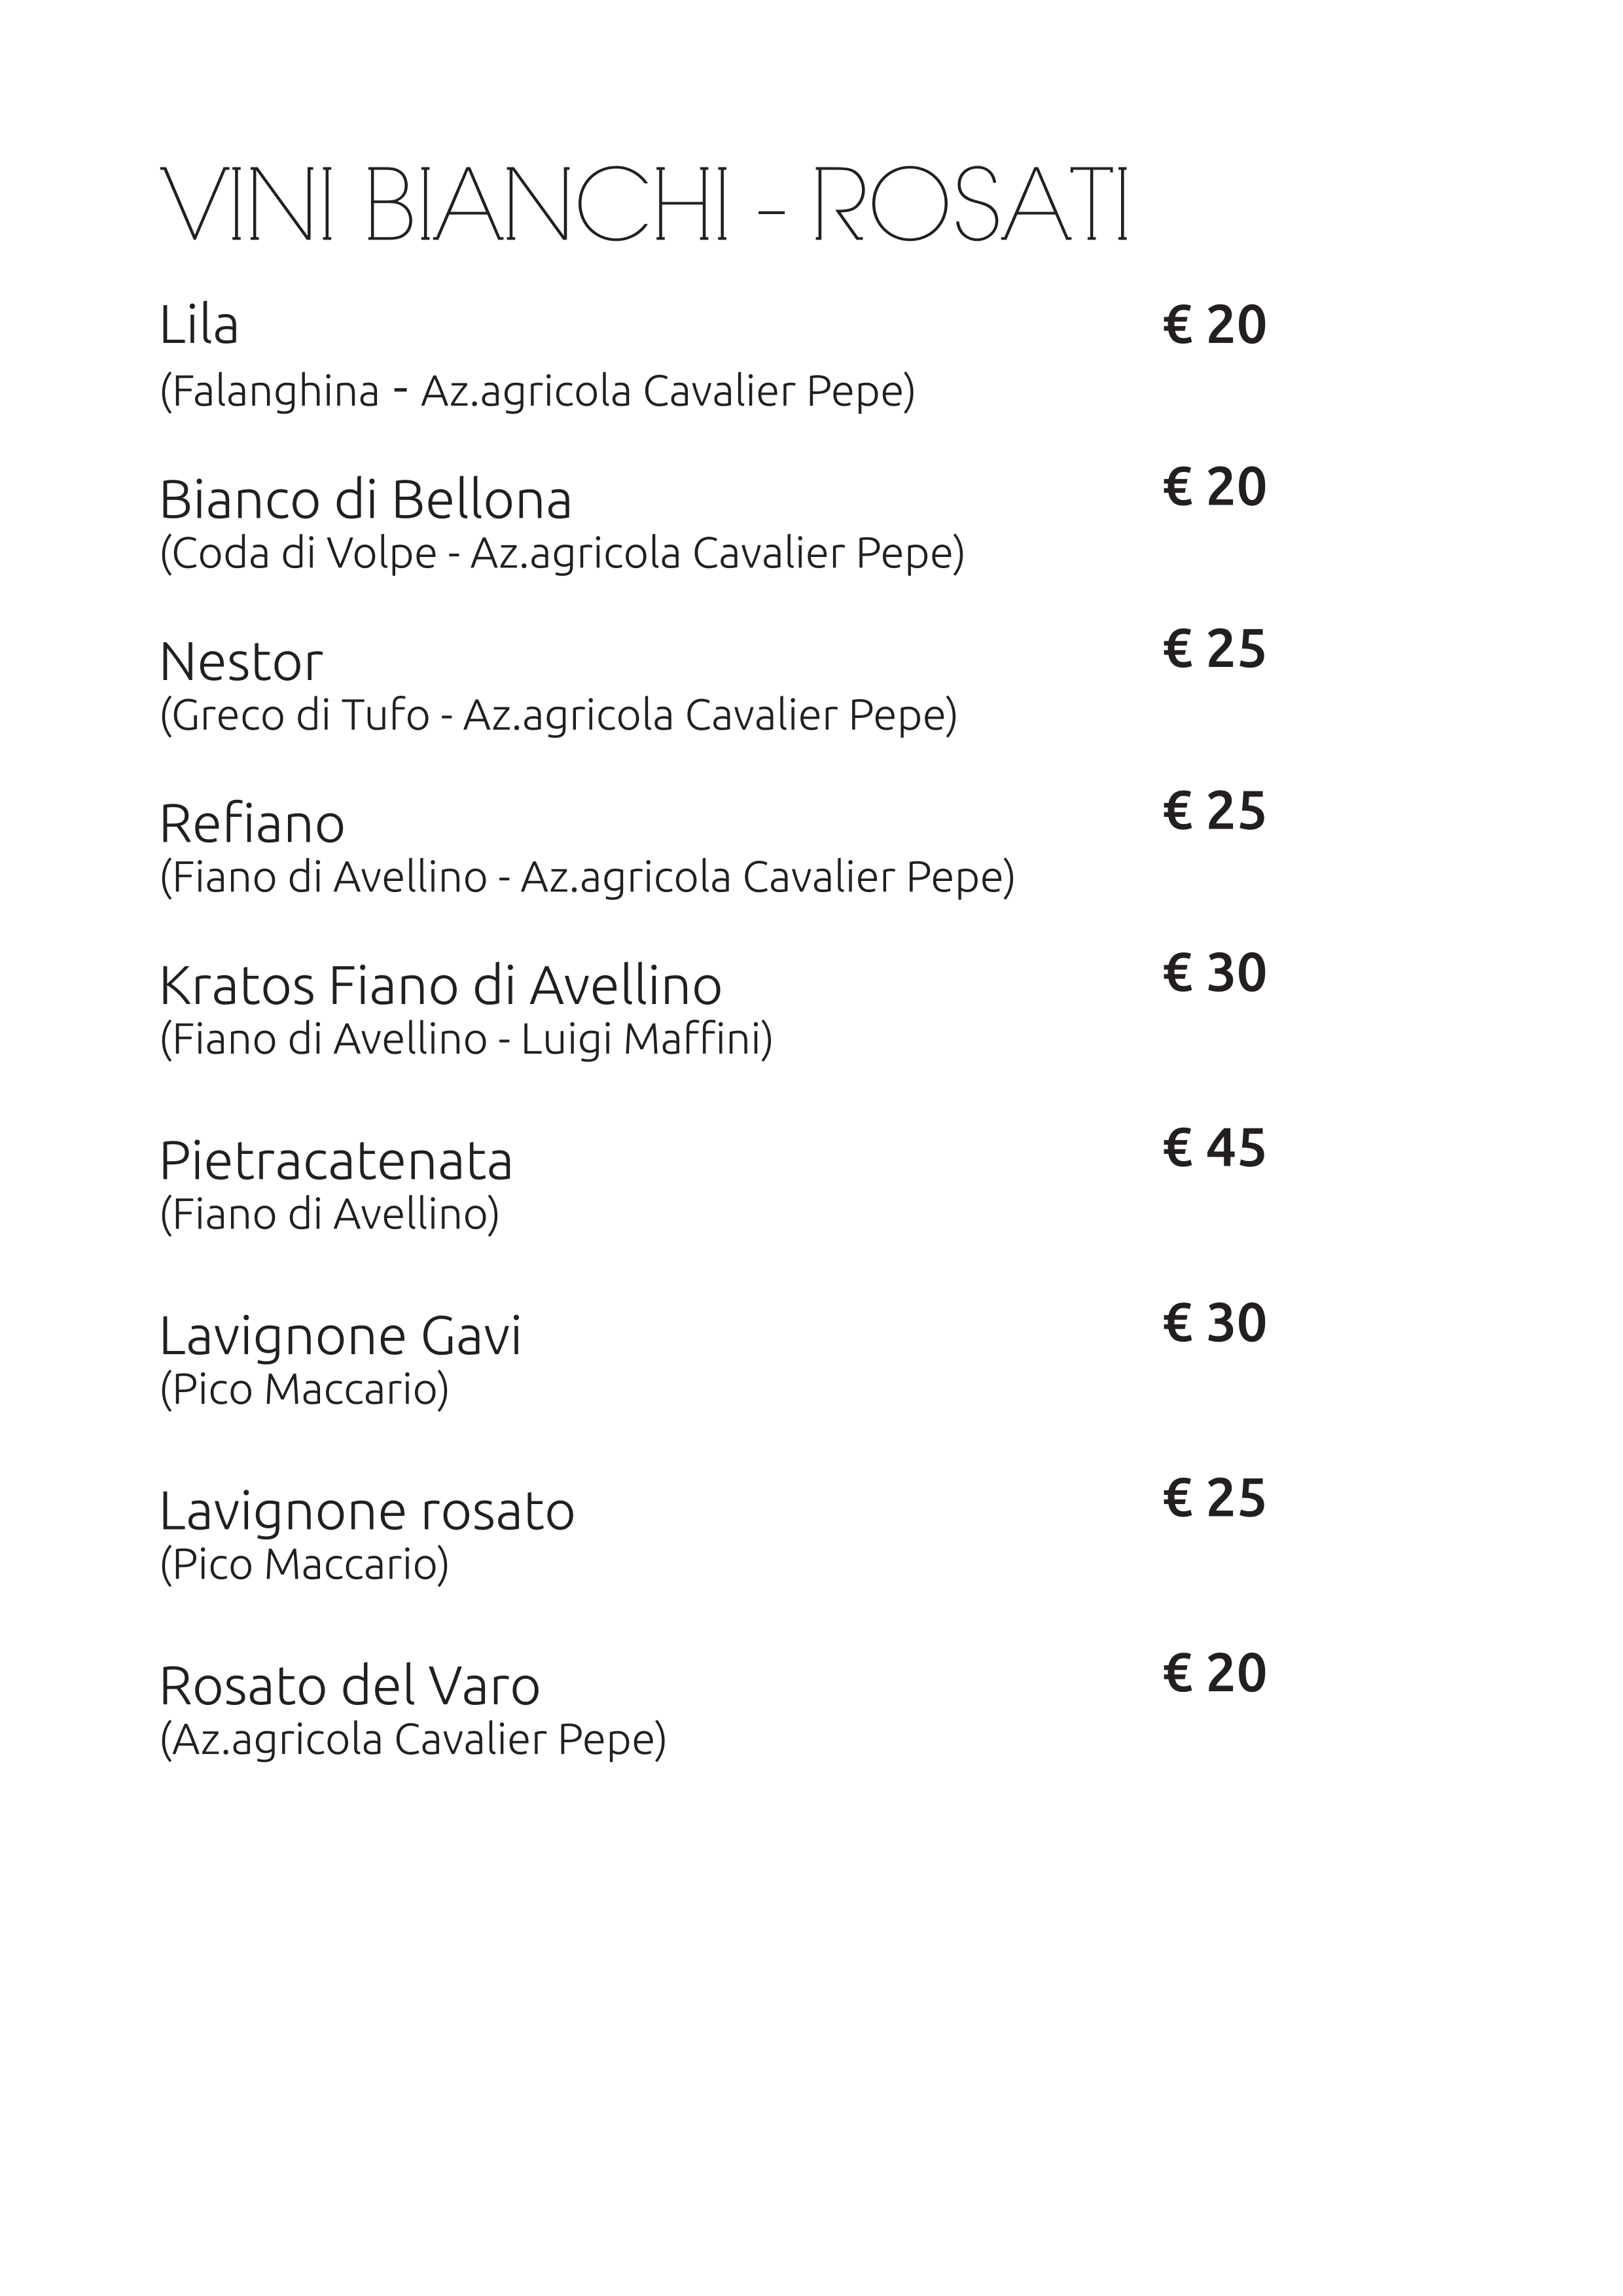 VINI BIANCHI - ROSATI
Lila € 20
(Falanghina - Az.agricola Cavalier Pepe)
Bianco di Bellona € 20
(Coda di Volpe - Az.agricola Cavalier Pepe)
Nestor € 25
(Greco di Tufo - Az.agricola Cavalier Pepe)
Refiano € 25
(Fiano di Avellino - Az.agricola Cavalier Pepe)
Kratos Fiano di Avellino € 30
(Fiano di Avellino - Luigi Maffini)
Pietracatenata € 45
(Fiano di Avellino)
Lavignone Gavi € 30
(Pico Maccario)
Lavignone rosato € 25
(Pico Maccario)
Rosato del Varo € 20
(Az.agricola Cavalier Pepe)